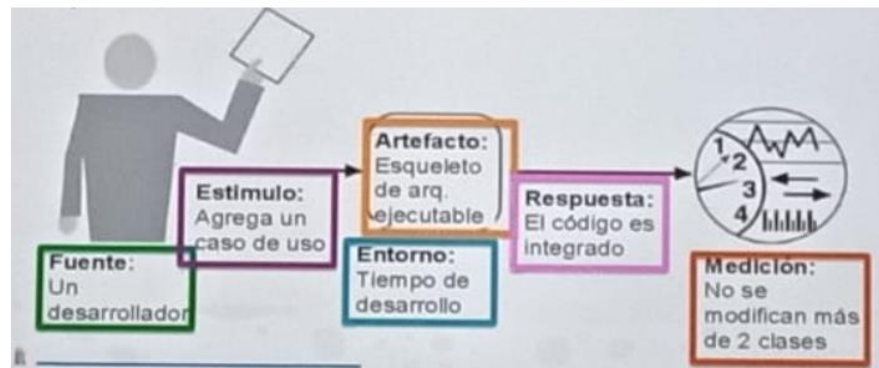 Fuente:
Un
desarrollador
Estimulo:
Agrega un
caso de uso
Artefacto:
Esqueleto
de arq.
ejecutable
Entorno:
Tiempo de
desarrollo
Respuesta:
El código es
integrado
1
2
3
4
Medición:
No se
modifican más
de 2 clases